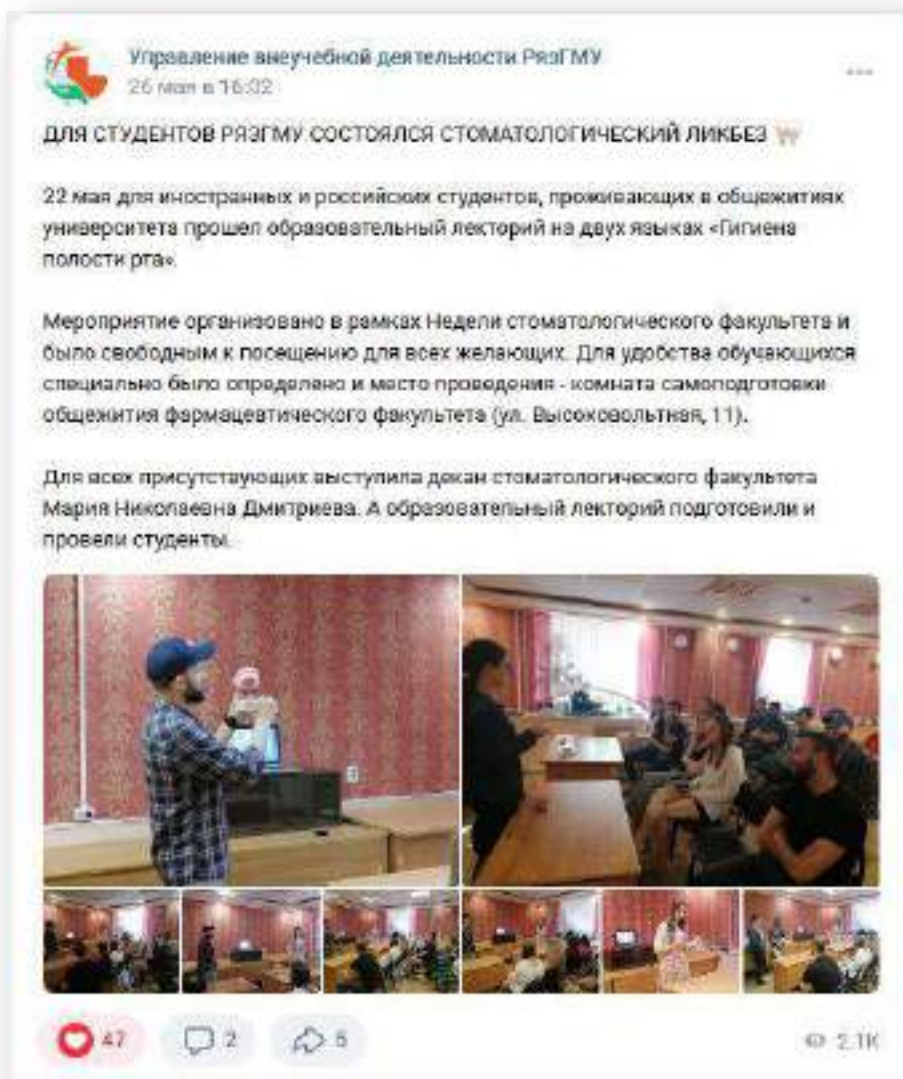 Управление внеучебной деятельности РязГМУ
26 мая в 16:02
ДЛЯ СТУДЕНТОВ РЯЗГМУ СОСТОЯЛСЯ СТОМАТОЛОГИЧЕСКИЙ ЛИКБЕЗ
22 мая для иностранных и российских студентов, проживающих в общежитиях
университета прошел образовательный лекторий на двух языках «Гигиена
полости рта».
Мероприятие организовано в рамках Недели стоматологического факультета и
было свободным к посещению для всех желающих. Для удобства обучающихся
специально было определено и место проведения - комната самоподготовки
общежития фармацевтического факультета (ул. Высоковольтная, 11).
Для всех присутствующих выступила декан стоматологического факультета
Мария Николаевна Дмитриева. А образовательный лекторий подготовили и
провели студенты.
47 2 5 2.1K